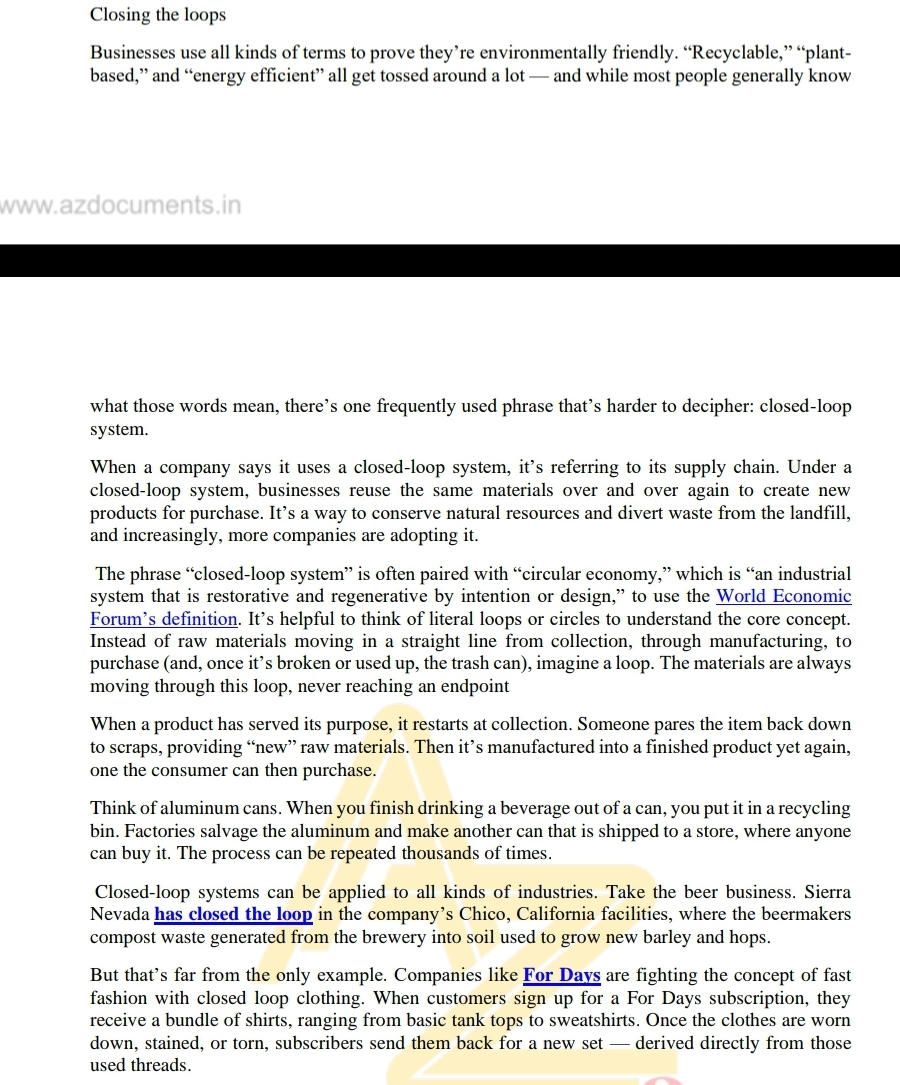 Closing the loops
Businesses use all kinds of terms to prove they’re environmentally friendly. “Recyclable,” “plant-
based,” and “energy efficient” all get tossed around a lot — and while most people generally know
www.azdocuments.in
what those words mean, there’s one frequently used phrase that’s harder to decipher: closed-loop
system.
When a company says it uses a closed-loop system, it’s referring to its supply chain. Under a
closed-loop system, businesses reuse the same materials over and over again to create new
products for purchase. It’s a way to conserve natural resources and divert waste from the landfill,
and increasingly, more companies are adopting it.
The phrase “closed-loop system” is often paired with “circular economy,” which is “an industrial
system that is restorative and regenerative by intention or design,” to use the World Economic
Forum’s definition. It’s helpful to think of literal loops or circles to understand the core concept.
Instead of raw materials moving in a straight line from collection, through manufacturing, to
purchase (and, once it’s broken or used up, the trash can), imagine a loop. The materials are always
moving through this loop, never reaching an endpoint
When a product has served its purpose, it restarts at collection. Someone pares the item back down
to scraps, providing “new” raw materials. Then it’s manufactured into a finished product yet again,
one the consumer can then purchase.
Think of aluminum cans. When you finish drinking a beverage out of a can, you put it in a recycling
bin. Factories salvage the aluminum and make another can that is shipped to a store, where anyone
can buy it. The process can be repeated thousands of times.
Closed-loop systems can be applied to all kinds of industries. Take the beer business. Sierra
Nevada has closed the loop in the company’s Chico, California facilities, where the beermakers
compost waste generated from the brewery into soil used to grow new barley and hops.
But that’s far from the only example. Companies like For Days are fighting the concept of fast
fashion with closed loop clothing. When customers sign up for a For Days subscription, they
receive a bundle of shirts, ranging from basic tank tops to sweatshirts. Once the clothes are worn
down, stained, or torn, subscribers send them back for a new set — derived directly from those
used threads.
AZ